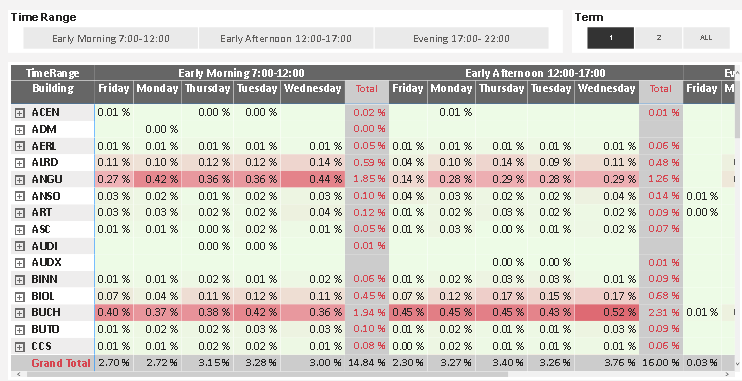 Time Range
Term
Early Morning 7:00-12:00 Early Afternoon 12:00-17:00 Evening 17:00- 22:00
1 2 ALL
TimeRange Early Morning 7:00-12:00 Early Afternoon 12:00-17:00 Ev
Building Friday Monday Thursday Tuesday Wednesday Total Friday Monday Thursday Tuesday Wednesday Total Friday M
ACEN 0.01 % 0.00 % 0.00 % 0.02 % 0.01 % 0.01 %
ADM 0.00 % 0.00 %
AERL 0.01 % 0.01 % 0.01 % 0.01 % 0.01 % 0.05 % 0.01 % 0.01 % 0.01 % 0.01 % 0.01 % 0.06 %
ALRD 0.11 % 0.10 % 0.12 % 0.12 % 0.14 % 0.59 % 0.04 % 0.10 % 0.14 % 0.09 % 0.11 % 0.48 %
ANGU 0.27 % 0.42 % 0.36 % 0.36 % 0.44 % 1.85 % 0.14 % 0.28 % 0.29 % 0.28 % 0.29 % 1.26 %
ANSO 0.03 % 0.02 % 0.01 % 0.02 % 0.03 % 0.10 % 0.01 % 0.04 % 0.02 % 0.02 % 0.04 % 0.14 % 0.01 %
ART 0.03 % 0.03 % 0.02 % 0.02 % 0.04 % 0.12 % 0.01 % 0.02 % 0.03 % 0.02 % 0.02 % 0.09 % 0.00 %
ASC 0.01 % 0.01 % 0.00 % 0.02 % 0.01 % 0.05 % 0.01 % 0.03 % 0.00 % 0.01 % 0.02 % 0.07 %
AUDI 0.00 % 0.00 % 0.01 %
AUDX 0.00 % 0.00 % 0.01 %
BINN 0.01 % 0.01 % 0.02 % 0.02 % 0.02 % 0.06 % 0.01 % 0.02 % 0.03 % 0.03 % 0.01 % 0.09 %
BIOL 0.07 % 0.04 % 0.11 % 0.12 % 0.11 % 0.45 % 0.07 % 0.12 % 0.17 % 0.15 % 0.17 % 0.68 %
BUCH 0.40 % 0.37 % 0.38 % 0.42 % 0.36 % 1.94 % 0.45 % 0.45 % 0.45 % 0.43 % 0.52 % 2.31 % 0.01 %
BUTO 0.01 % 0.02 % 0.02 % 0.03 % 0.03 % 0.10 % 0.01 % 0.02 % 0.01 % 0.01 % 0.03 % 0.09 %
CCS 0.01 % 0.01 % 0.02 % 0.02 % 0.01 % 0.08 % 0.00 % 0.02 % 0.01 % 0.01 % 0.01 % 0.06 %
Grand Total 2.70 % 2.72 % 3.15 % 3.28 % 3.00 % 14.84 % 2.30 % 3.27 % 3.40 % 3.26 % 3.76 % 16.00 % 0.03 %